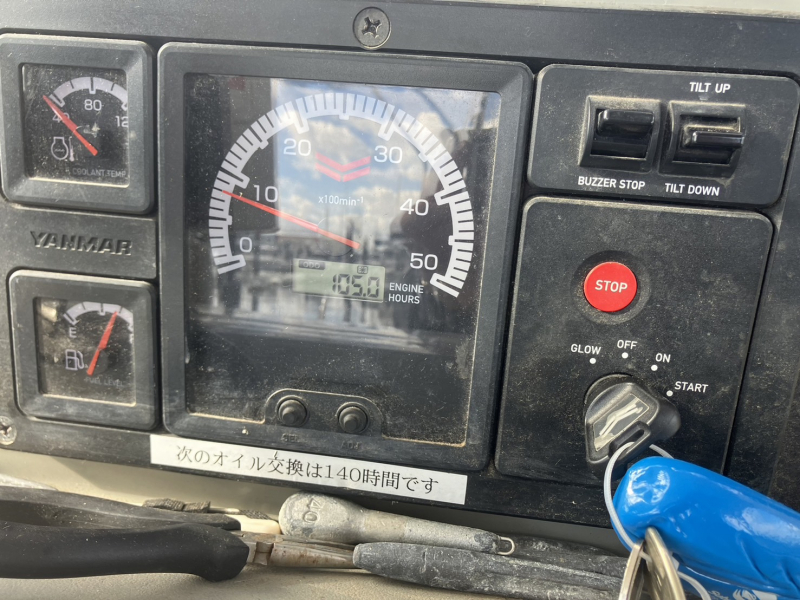 40 80 12
COOLANT TEMP.
YANMAR
E
0 10 20 30 40 50
x100min-1
105.0
ENGINE
HOURS
次のオイル交換は140時間です
TILT UP
BUZZER STOP
TILT DOWN
STOP
GLOW
OFF
ON
START